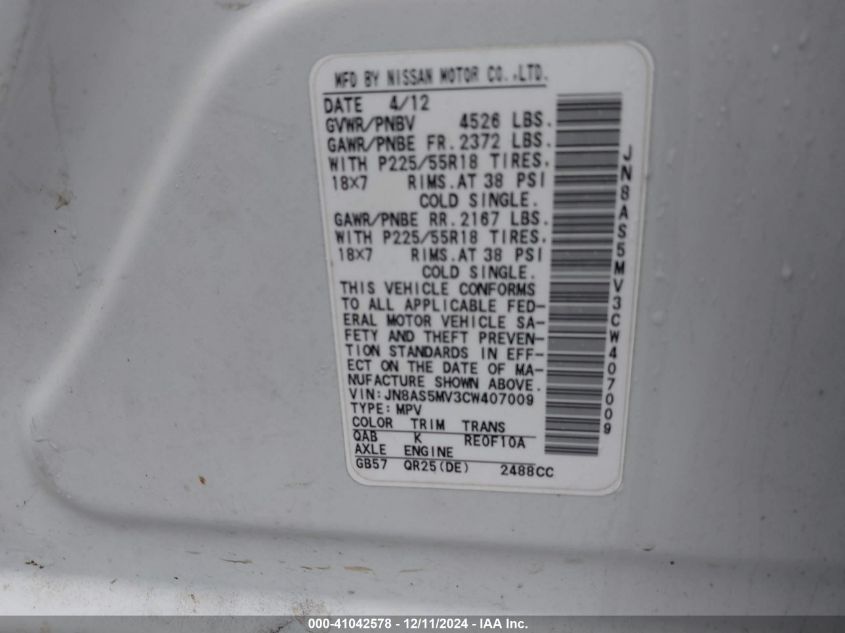 MFD BY NISSAN MOTOR CO.,LTD.
DATE 4/12
GVWR/PNBV 4526 LBS.
GAWR/PNBE FR. 2372 LBS.
WITH P225/55R18 TIRES.
18X7 RIMS. AT 38 PSI
COLD SINGLE.
GAWR/PNBE RR. 2167 LBS.
WITH P225/55R18 TIRES.
18X7 RIMS. AT 38 PSI
COLD SINGLE.
THIS VEHICLE CONFORMS
TO ALL APPLICABLE FED-
ERAL MOTOR VEHICLE SA-
FETY AND THEFT PREVEN-
TION STANDARDS IN EFF-
ECT ON THE DATE OF MA-
NUFACTURE SHOWN ABOVE.
VIN: JN8AS5MV3CW407009
TYPE: MPV
COLOR TRIM TRANS
QAB K RE0F10A
AXLE ENGINE
GB57 QR25(DE) 2488CC
JN8AS5MV3CW407009
000-41042578 - 12/11/2024 - IAA Inc.